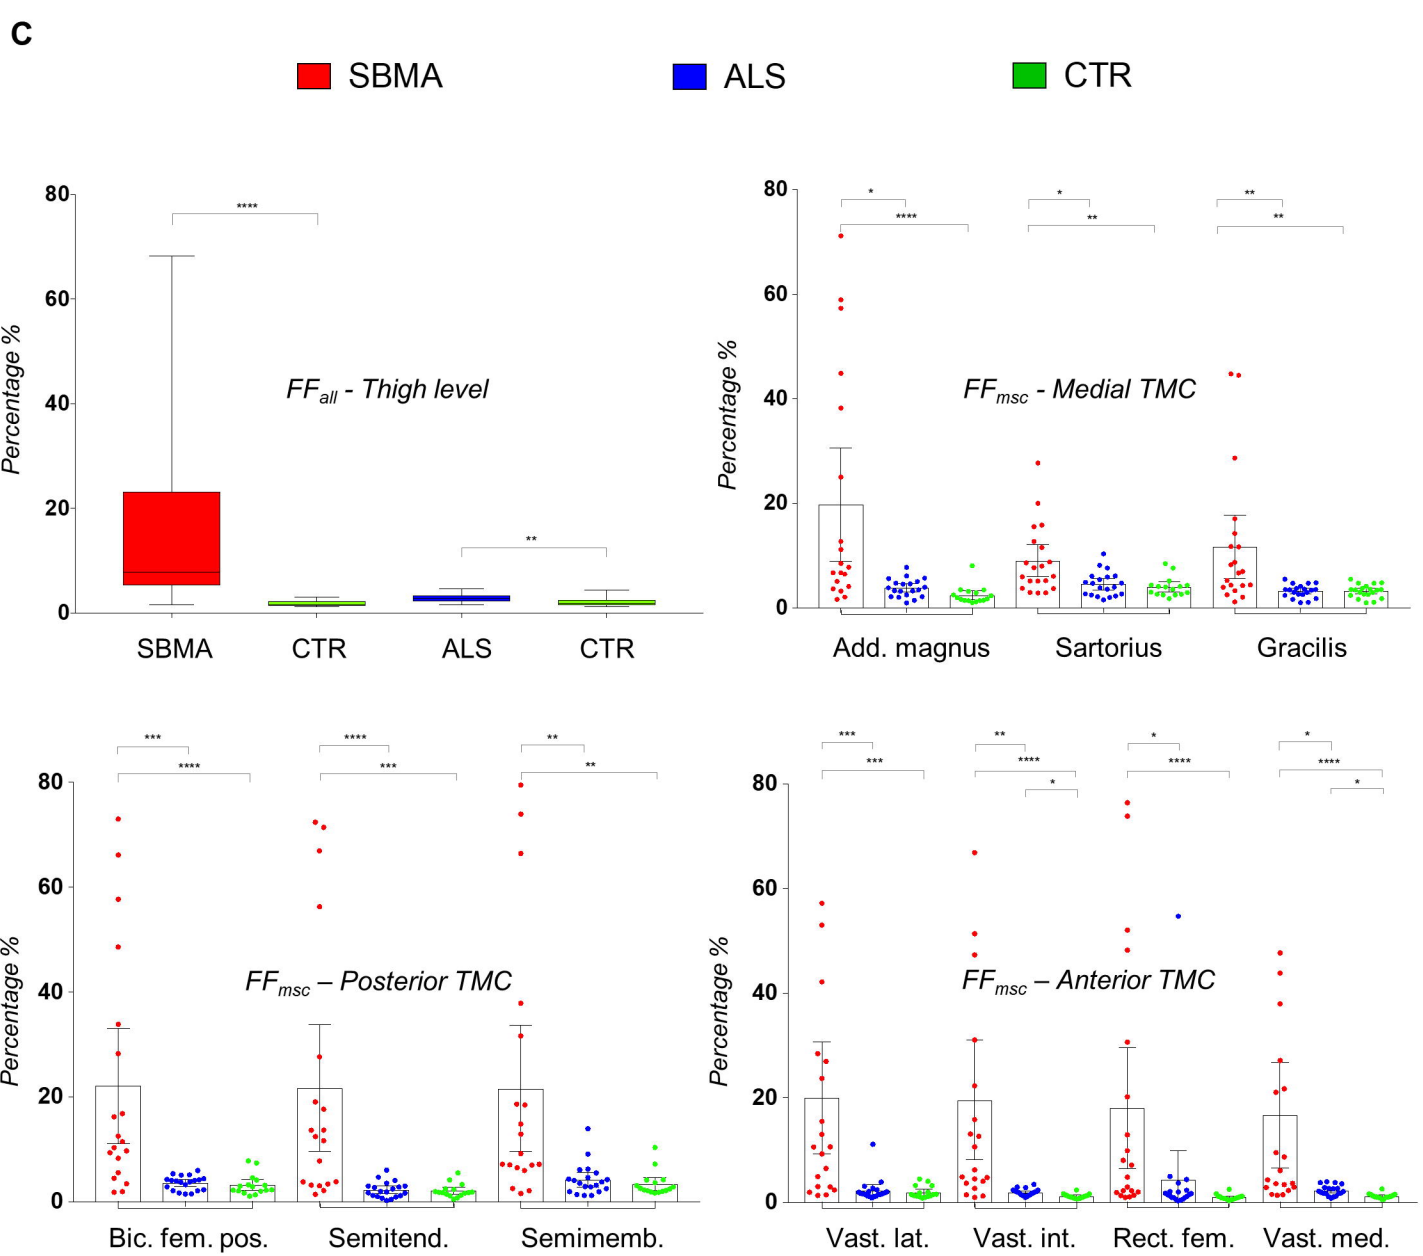 C
SBMA ALS CTR
80
60
40
20
0
Percentage %
****
**
FFall - Thigh level
SBMA CTR ALS CTR
80
60
40
20
0
Percentage %
* * **
**** ** **
FFmsc - Medial TMC
Add. magnus Sartorius Gracilis
80
60
40
20
0
Percentage %
*** **** **
**** *** **
FFmsc – Posterior TMC
Bic. fem. pos. Semitend. Semimemb.
80
60
40
20
0
Percentage %
*** ** * *
*** **** **** ****
* *
FFmsc – Anterior TMC
Vast. lat. Vast. int. Rect. fem. Vast. med.